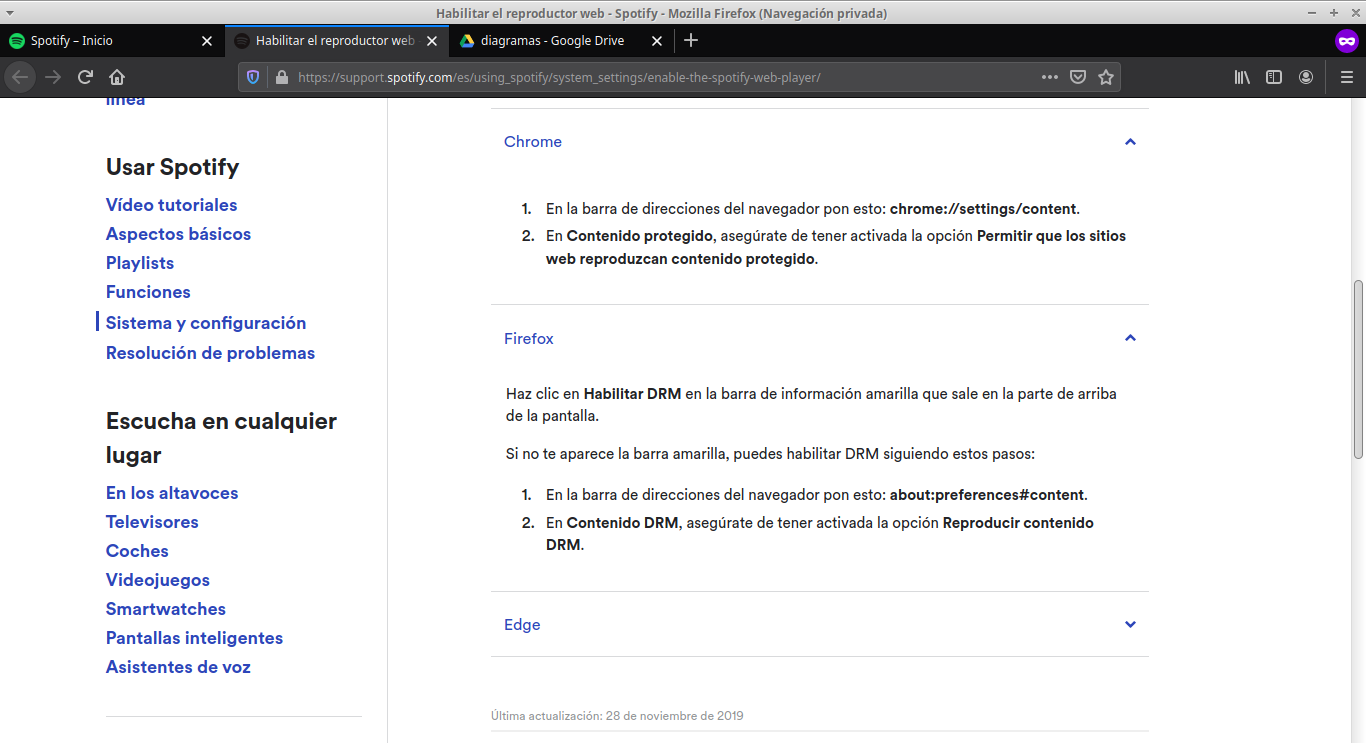 Habilitar el reproductor web - Spotify - Mozilla Firefox (Navegación privada)
Spotify – Inicio
Habilitar el reproductor web
diagramas - Google Drive
https://support.spotify.com/es/using_spotify/system_settings/enable-the-spotify-web-player/
línea
Usar Spotify
Vídeo tutoriales
Aspectos básicos
Playlists
Funciones
Sistema y configuración
Resolución de problemas
Escucha en cualquier
lugar
En los altavoces
Televisores
Coches
Videojuegos
Smartwatches
Pantallas inteligentes
Asistentes de voz
Chrome
1. En la barra de direcciones del navegador pon esto: chrome://settings/content.
2. En Contenido protegido, asegúrate de tener activada la opción Permitir que los sitios
web reproduzcan contenido protegido.
Firefox
Haz clic en Habilitar DRM en la barra de información amarilla que sale en la parte de arriba
de la pantalla.
Si no te aparece la barra amarilla, puedes habilitar DRM siguiendo estos pasos:
1. En la barra de direcciones del navegador pon esto: about:preferences#content.
2. En Contenido DRM, asegúrate de tener activada la opción Reproducir contenido
DRM.
Edge
Última actualización: 28 de noviembre de 2019